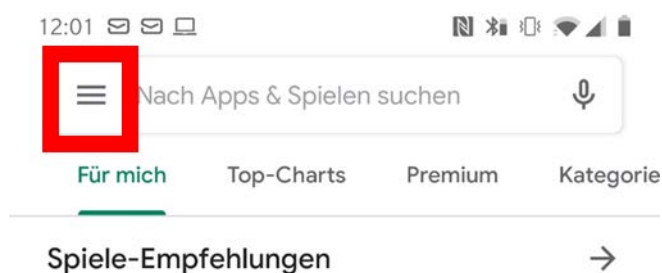 12:01
Nach Apps & Spielen suchen
Für mich Top-Charts Premium Kategorie
Spiele-Empfehlungen